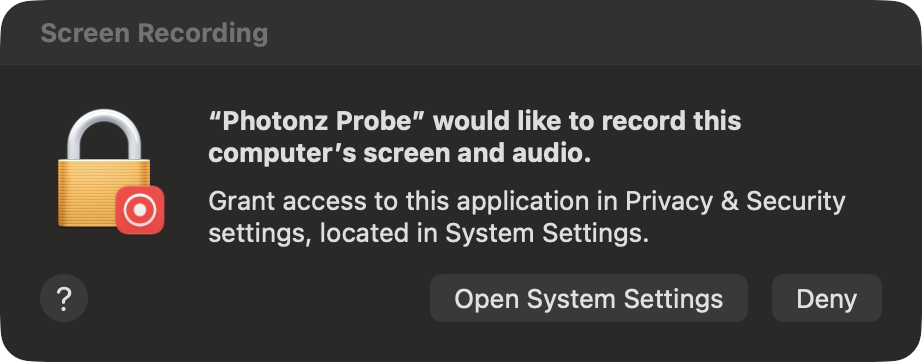 Screen Recording
“Photonz Probe” would like to record this
computer’s screen and audio.
Grant access to this application in Privacy & Security
settings, located in System Settings.
?
Open System Settings
Deny